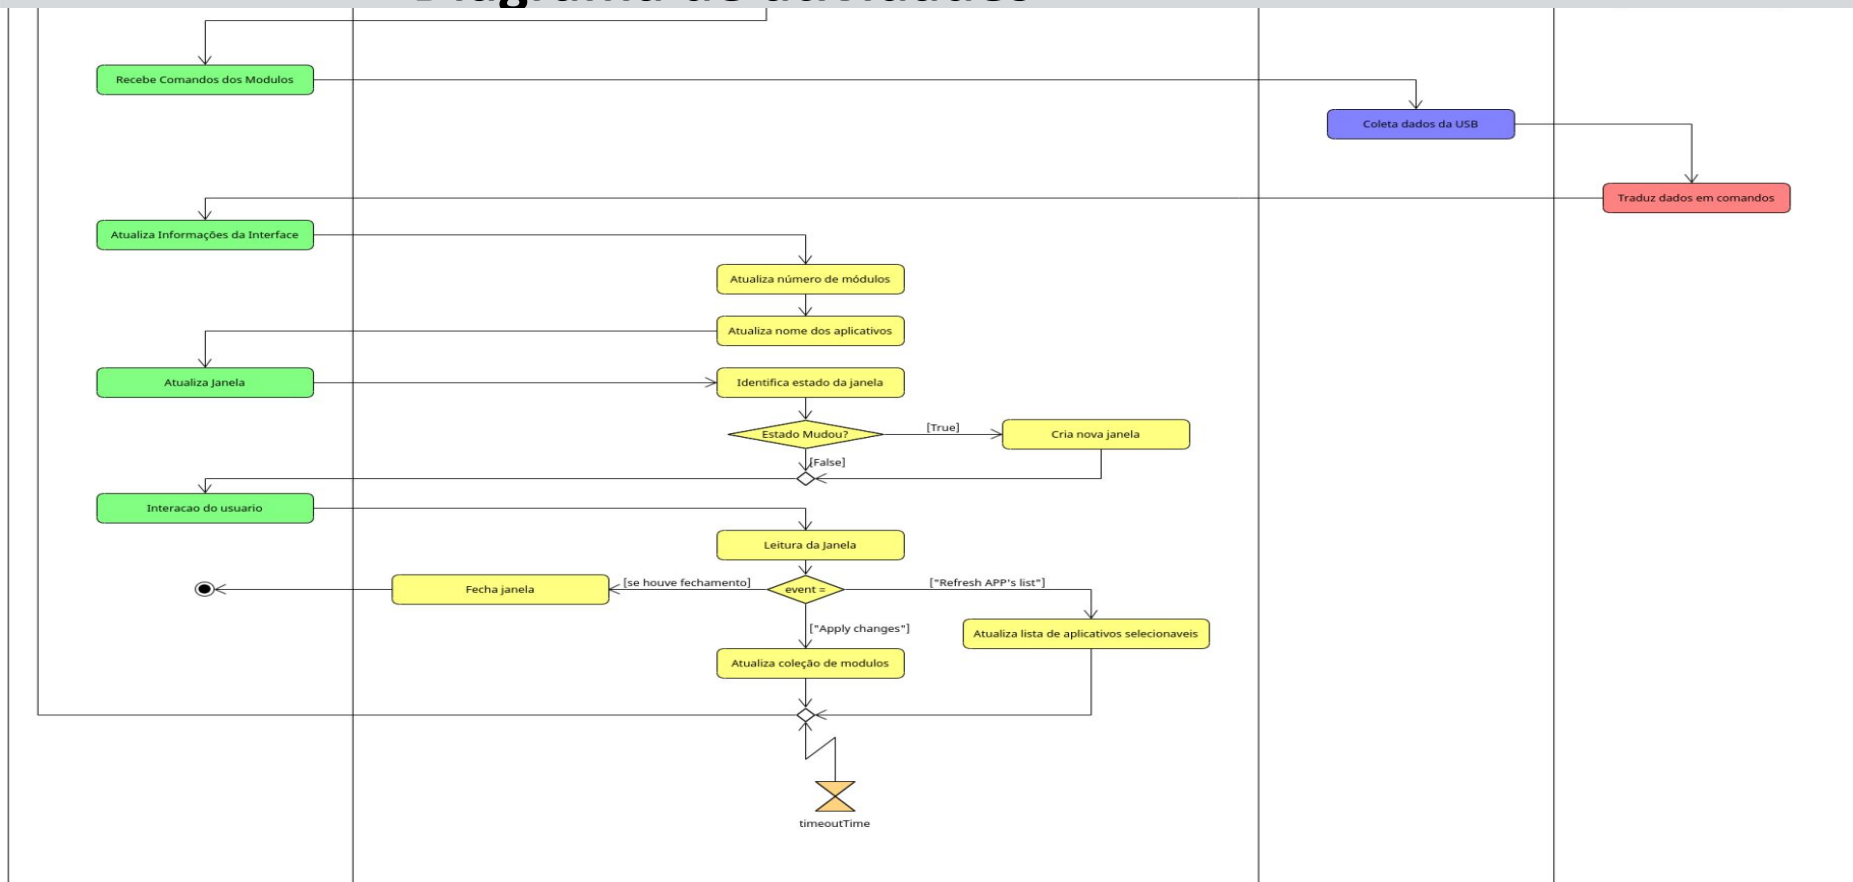 Diagrama de atividades
Recebe Comandos dos Modulos
Coleta dados da USB
Traduz dados em comandos
Atualiza Informações da Interface
Atualiza número de módulos
Atualiza nome dos aplicativos
Atualiza Janela
Identifica estado da janela
Estado Mudou?
[True]
Cria nova janela
[False]
Interacao do usuario
Leitura da Janela
Fecha janela
[se houve fechamento]
event =
["Refresh APP's list"]
["Apply changes"]
Atualiza lista de aplicativos selecionaveis
Atualiza coleção de modulos
timeoutTime